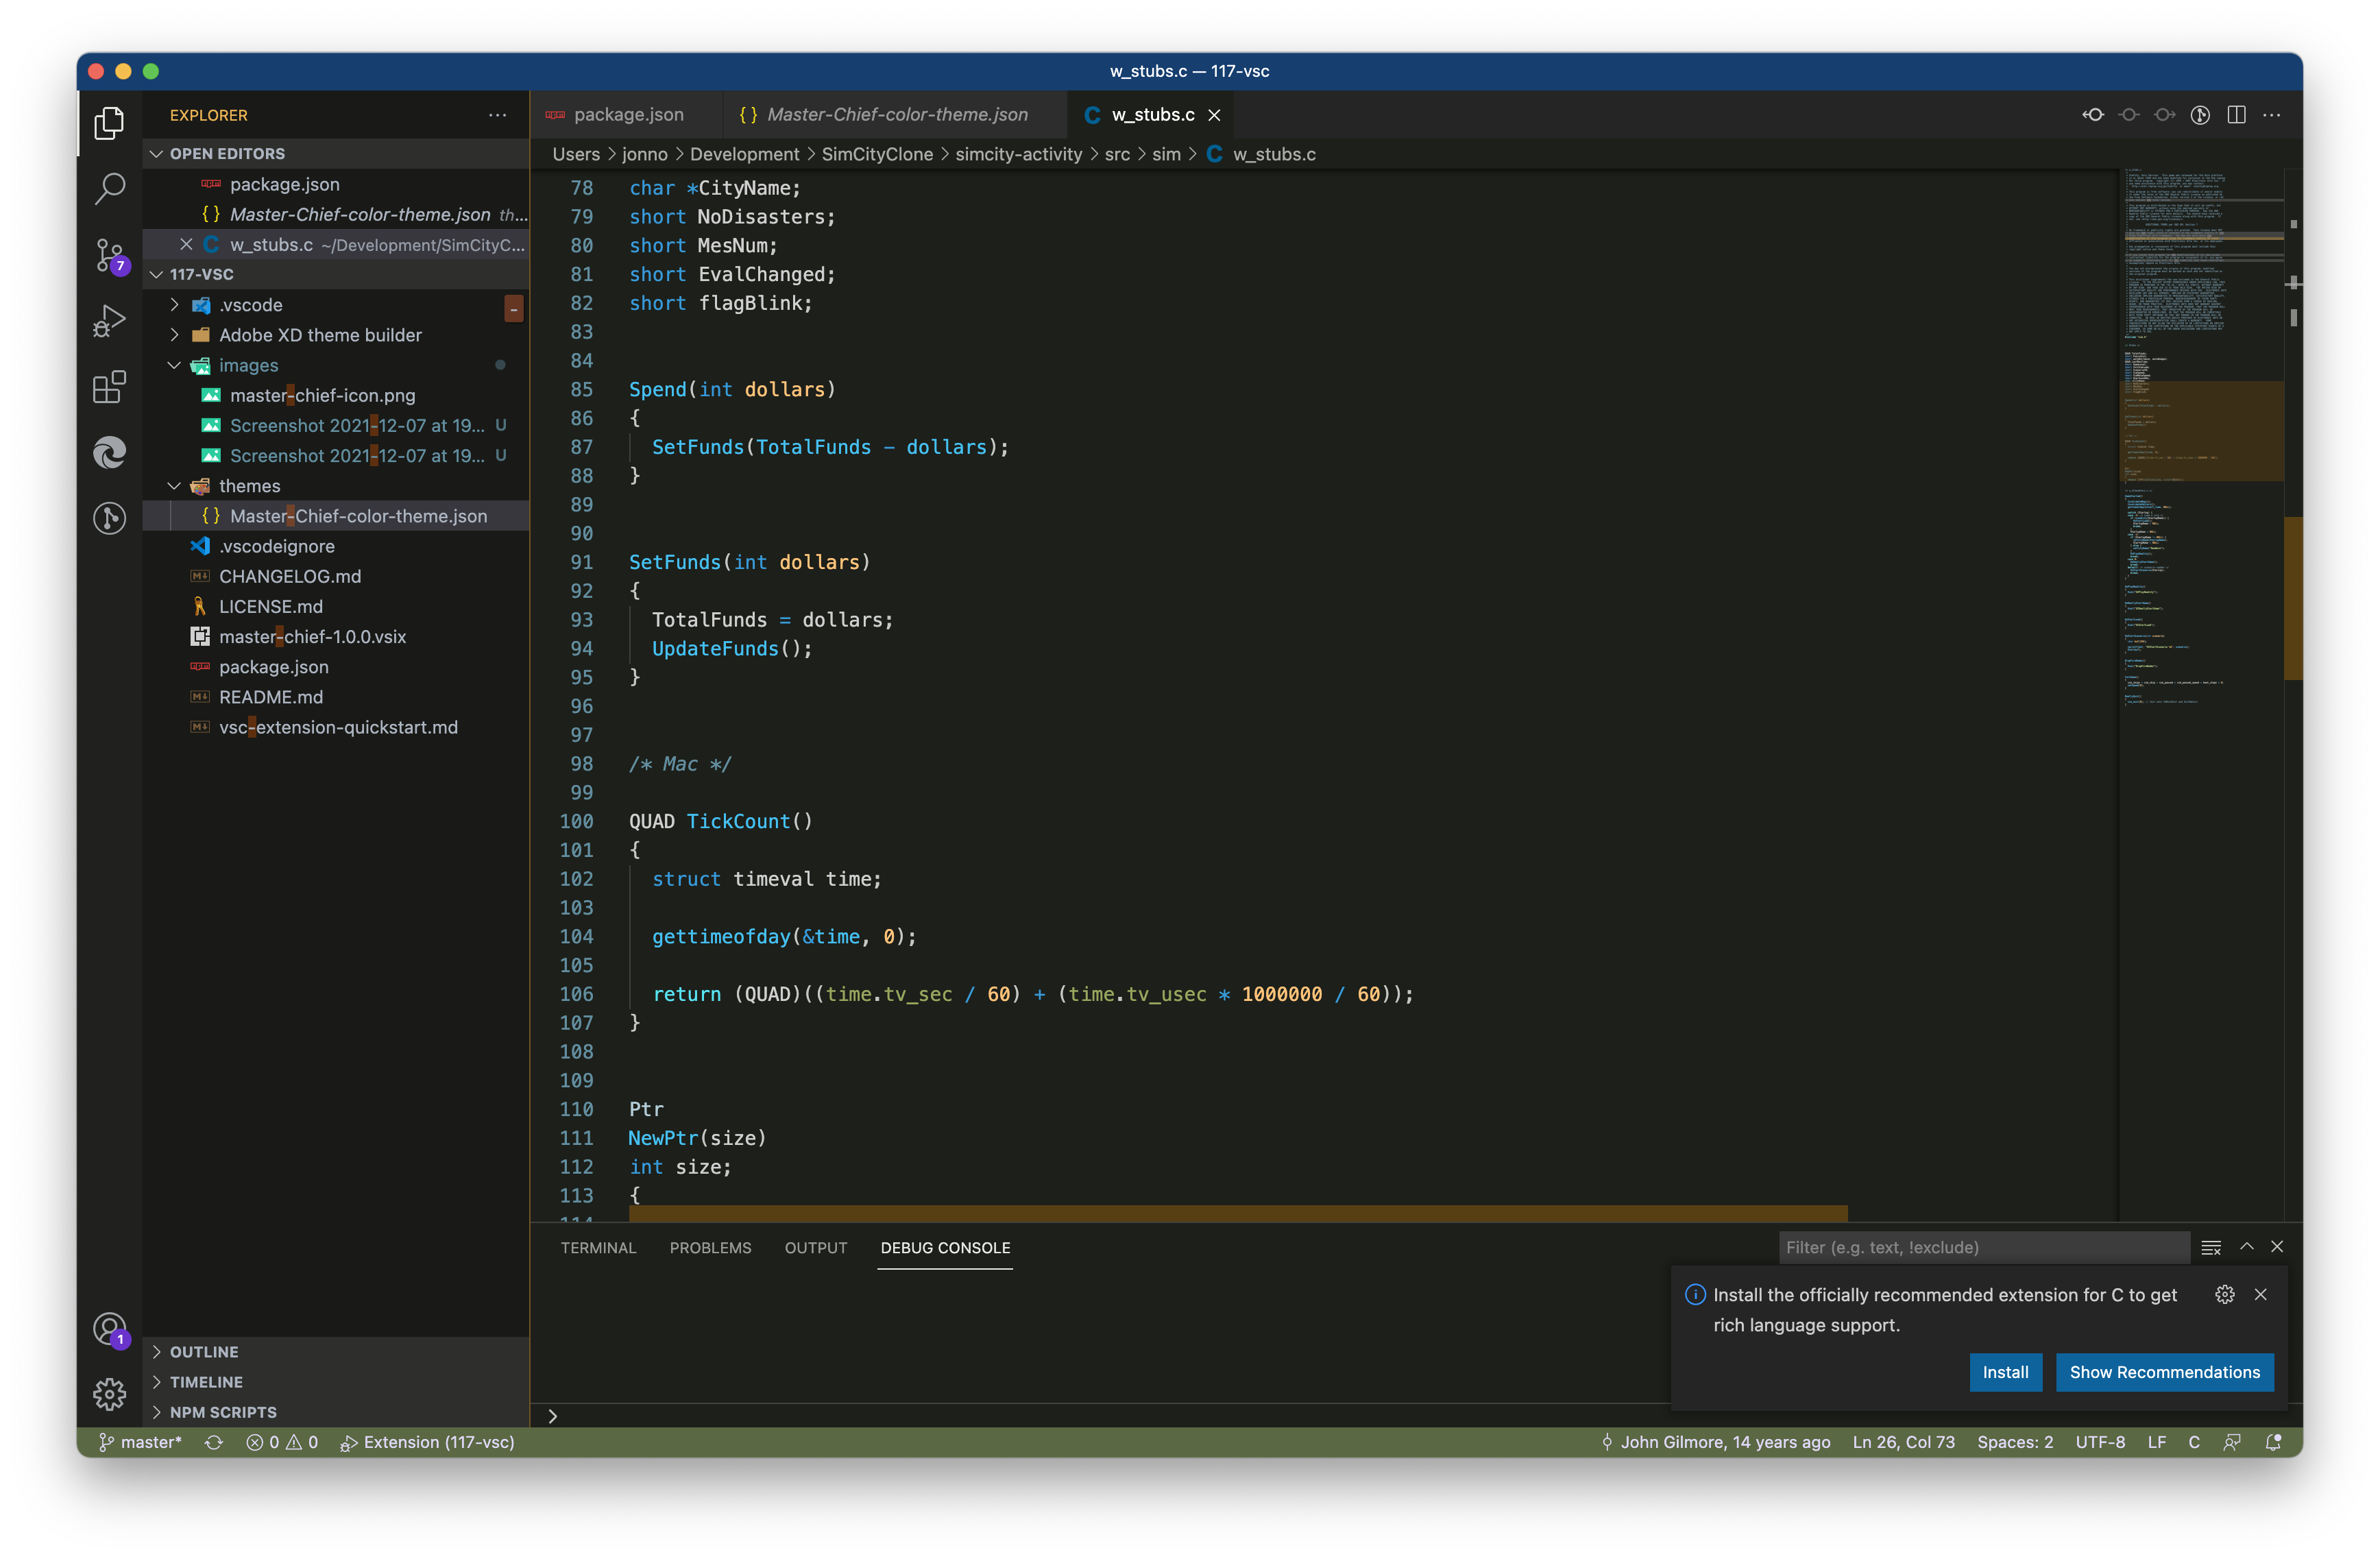 w_stubs.c — 117-vsc
EXPLORER
package.json
Master-Chief-color-theme.json
C w_stubs.c
OPEN EDITORS
package.json
{} Master-Chief-color-theme.json th...
C w_stubs.c ~/Development/SimCityC...
117-VSC
.vscode
-
Adobe XD theme builder
images
master-chief-icon.png
Screenshot 2021-12-07 at 19... U
Screenshot 2021-12-07 at 19... U
themes
{} Master-Chief-color-theme.json
.vscodeignore
CHANGELOG.md
LICENSE.md
master-chief-1.0.0.vsix
package.json
README.md
vsc-extension-quickstart.md
OUTLINE
TIMELINE
NPM SCRIPTS
7
1
Users > jonno > Development > SimCityClone > simcity-activity > src > sim > C w_stubs.c
78 char *CityName;
79 short NoDisasters;
80 short MesNum;
81 short EvalChanged;
82 short flagBlink;
83
84
85 Spend(int dollars)
86 {
87 SetFunds(TotalFunds - dollars);
88 }
89
90
91 SetFunds(int dollars)
92 {
93 TotalFunds = dollars;
94 UpdateFunds();
95 }
96
97
98 /* Mac */
99
100 QUAD TickCount()
101 {
102 struct timeval time;
103
104 gettimeofday(&time, 0);
105
106 return (QUAD)((time.tv_sec / 60) + (time.tv_usec * 1000000 / 60));
107 }
108
109
110 Ptr
111 NewPtr(size)
112 int size;
113 {
114
TERMINAL PROBLEMS OUTPUT DEBUG CONSOLE
Filter (e.g. text, !exclude)
Install the officially recommended extension for C to get
rich language support.
Install
Show Recommendations
master* 0 0 Extension (117-vsc)
John Gilmore, 14 years ago Ln 26, Col 73 Spaces: 2 UTF-8 LF C